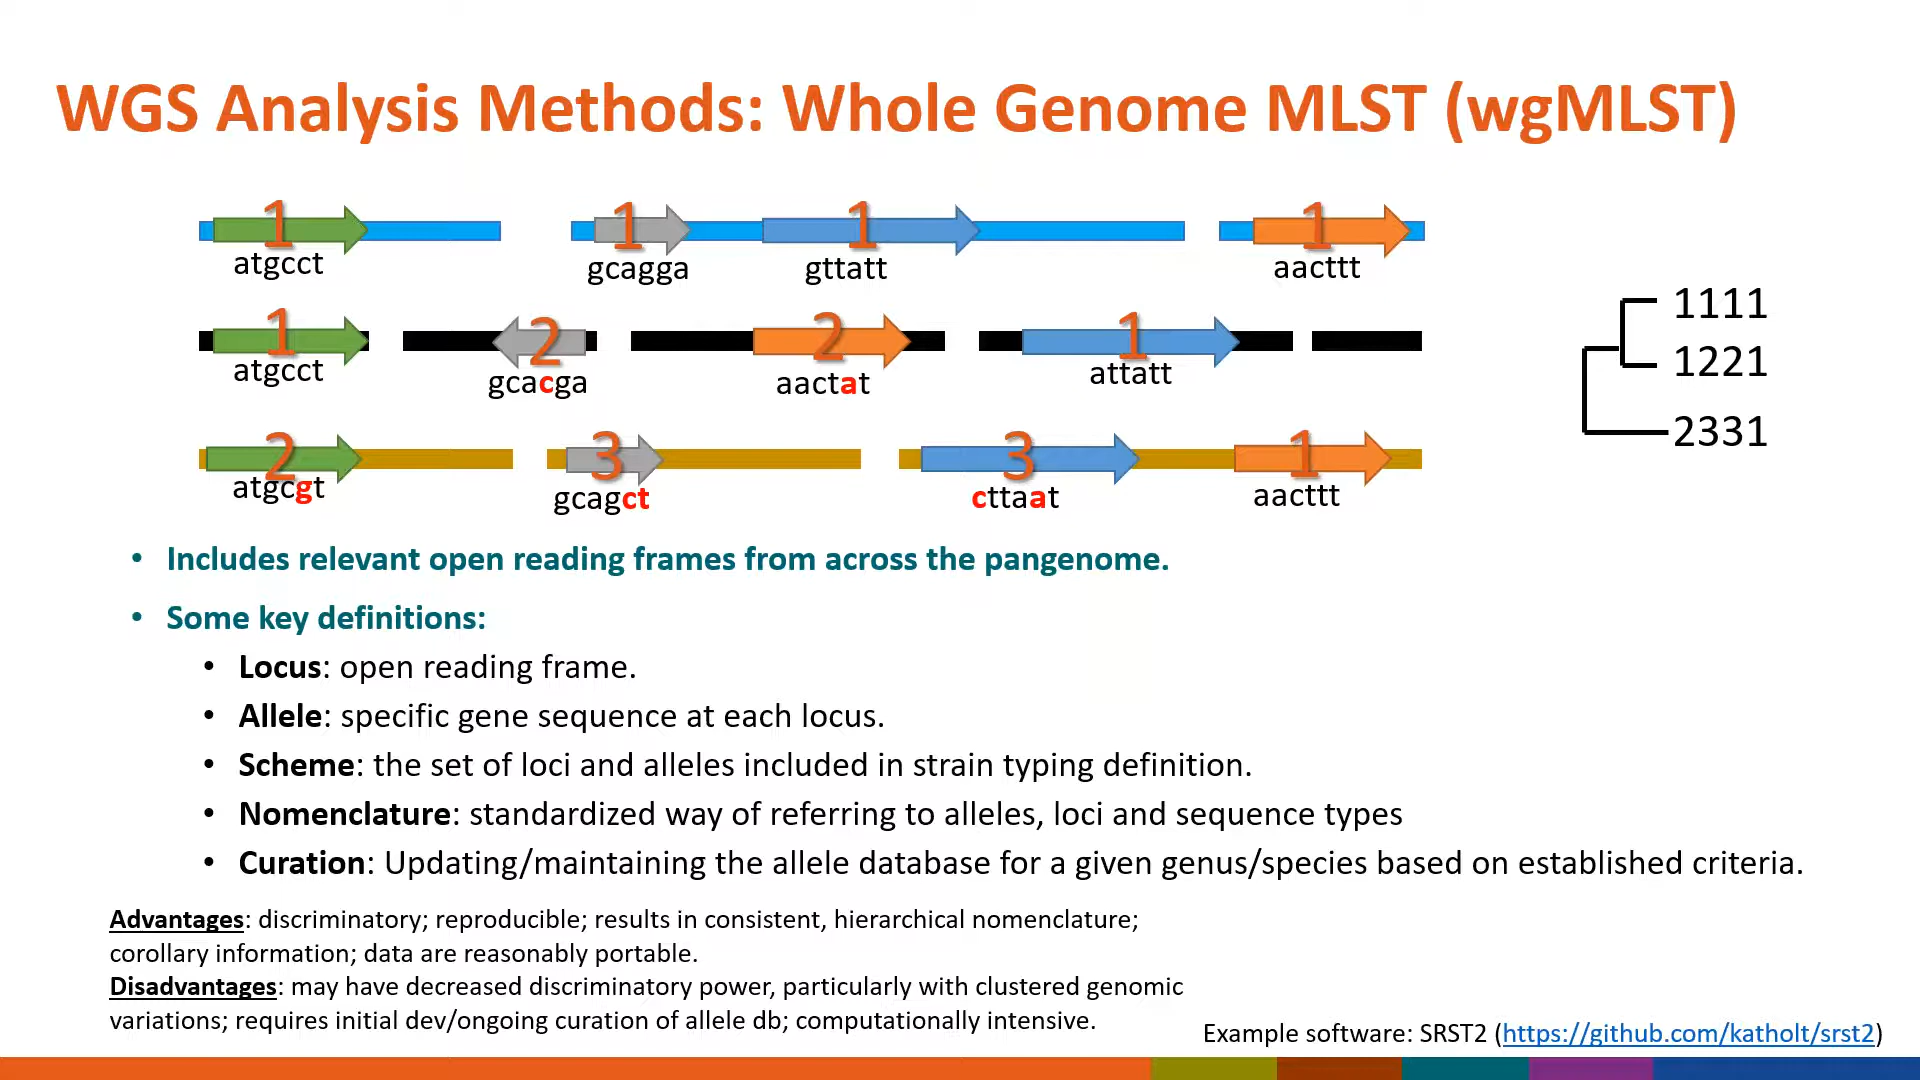 WGS Analysis Methods: Whole Genome MLST (wgMLST)
1 1 1 1
atgcct gcagga gttatt aacttt
1 2 2 1
atgcct gcacga aactat attatt
2 3 3 1
atgcgt gcagct cttaat aacttt
1111
1221
2331
• Includes relevant open reading frames from across the pangenome.
• Some key definitions:
• Locus: open reading frame.
• Allele: specific gene sequence at each locus.
• Scheme: the set of loci and alleles included in strain typing definition.
• Nomenclature: standardized way of referring to alleles, loci and sequence types
• Curation: Updating/maintaining the allele database for a given genus/species based on established criteria.
Advantages: discriminatory; reproducible; results in consistent, hierarchical nomenclature;
corollary information; data are reasonably portable.
Disadvantages: may have decreased discriminatory power, particularly with clustered genomic
variations; requires initial dev/ongoing curation of allele db; computationally intensive.
Example software: SRST2 (https://github.com/katholt/srst2)